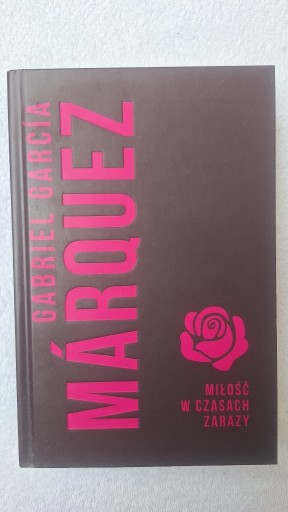 GABRIEL GARCÍA
MÁRQUEZ
MIŁOŚĆ
W CZASACH
ZARAZY